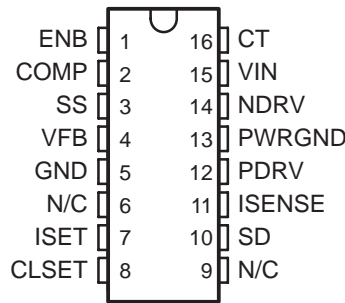 ENB 1 16 CT
COMP 2 15 VIN
SS 3 14 NDRV
VFB 4 13 PWRGND
GND 5 12 PDRV
N/C 6 11 ISENSE
ISET 7 10 SD
CLSET 8 9 N/C